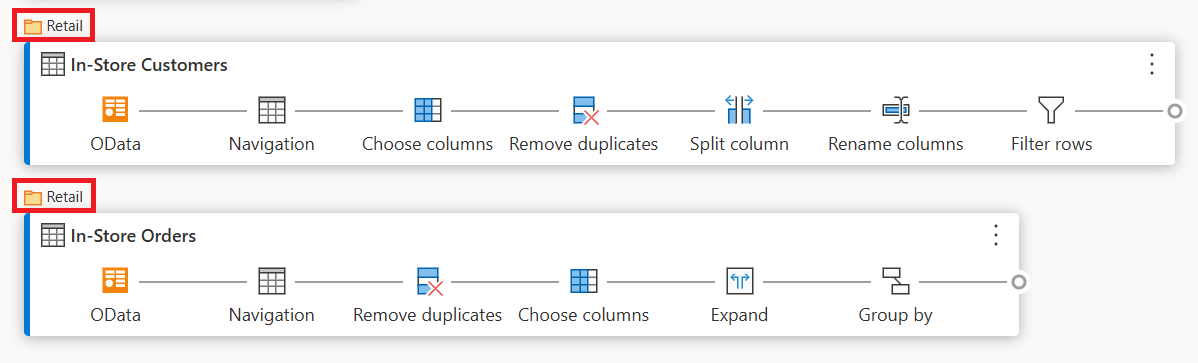 Retail
In-Store Customers
OData Navigation Choose columns Remove duplicates Split column Rename columns Filter rows
Retail
In-Store Orders
OData Navigation Remove duplicates Choose columns Expand Group by